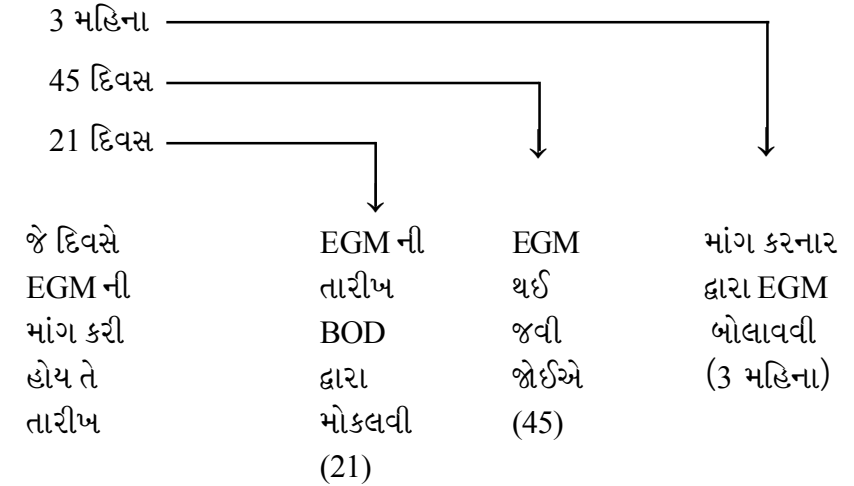 3 મહિના
45 દિવસ
21 દિવસ
જે દિવસે
EGM ની
માંગ કરી
હોય તે
તારીખ
EGM ની
તારીખ
BOD
દ્વારા
મોકલવી
(21)
EGM
થઈ
જવી
જોઈએ
(45)
માંગ કરનાર
દ્વારા EGM
બોલાવવી
(3 મહિના)